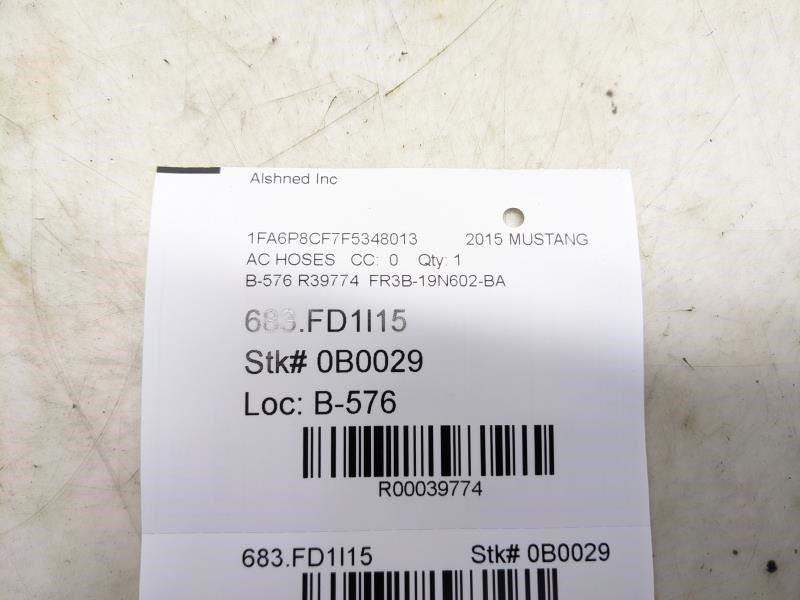 Alshned Inc
1FA6P8CF7F5348013 2015 MUSTANG
AC HOSES CC: 0 Qty: 1
B-576 R39774 FR3B-19N602-BA
683.FD1I15
Stk# 0B0029
Loc: B-576
R00039774
683.FD1I15 Stk# 0B0029